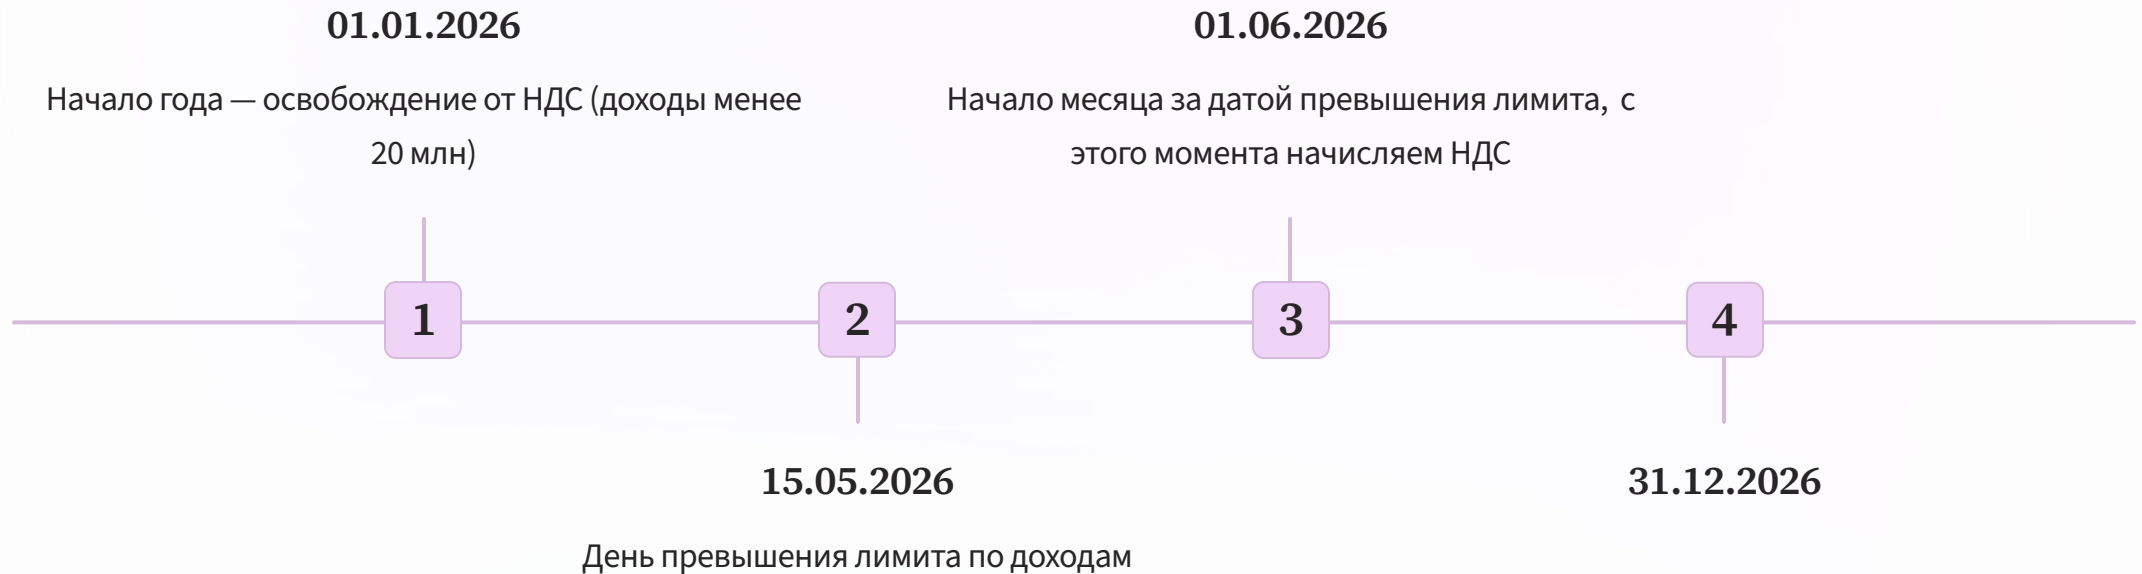 01.01.2026
Начало года — освобождение от НДС (доходы менее
20 млн)
01.06.2026
Начало месяца за датой превышения лимита, с
этого момента начисляем НДС
1
2
3
4
15.05.2026
День превышения лимита по доходам
31.12.2026